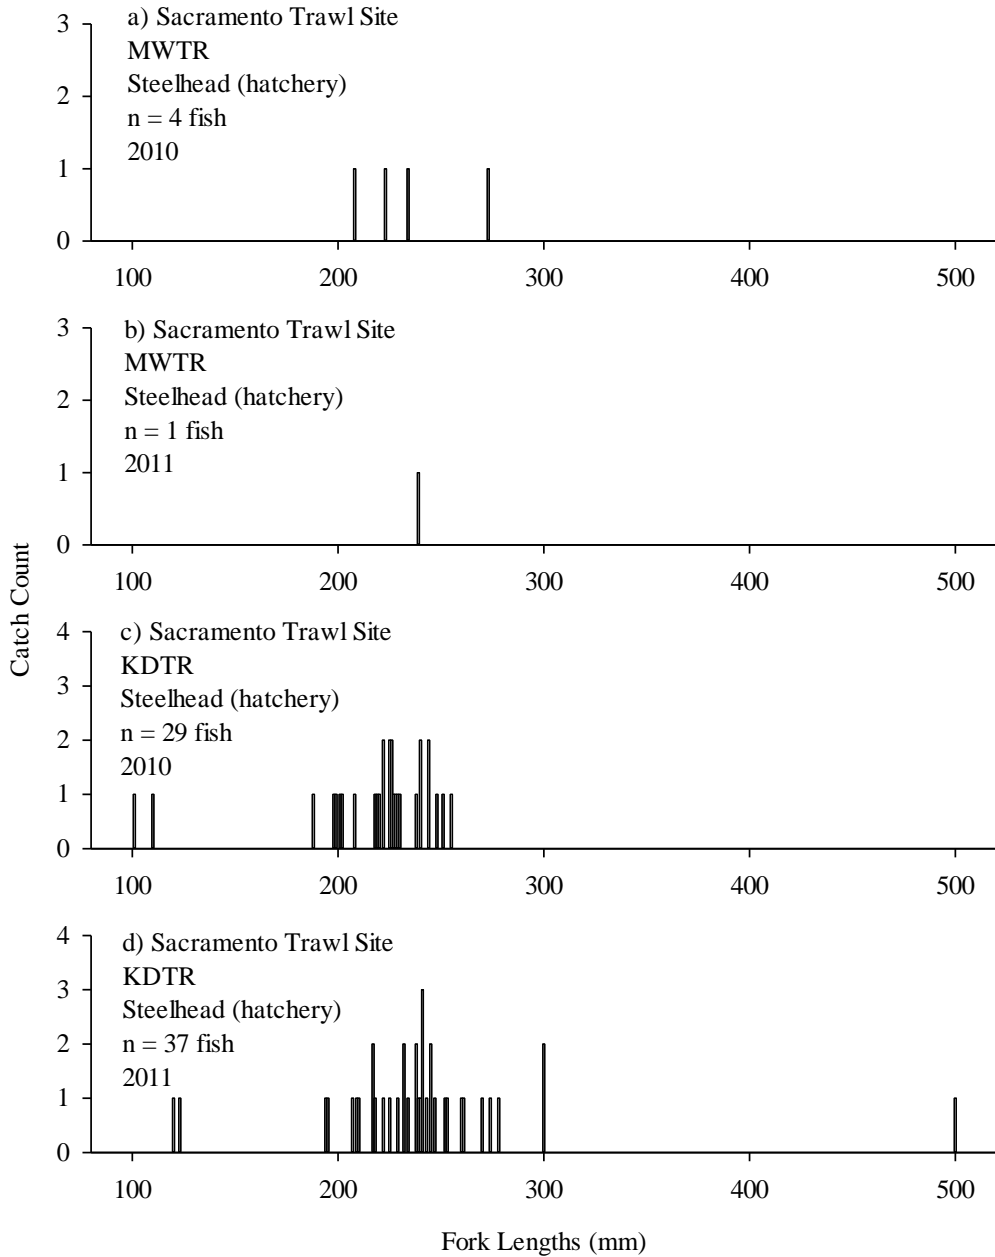 a) Sacramento Trawl Site
MWTR
Steelhead (hatchery)
n = 4 fish
2010
3
2
1
0
100 200 300 400 500
b) Sacramento Trawl Site
MWTR
Steelhead (hatchery)
n = 1 fish
2011
3
2
1
0
100 200 300 400 500
Catch Count
c) Sacramento Trawl Site
KDTR
Steelhead (hatchery)
n = 29 fish
2010
4
3
2
1
0
100 200 300 400 500
d) Sacramento Trawl Site
KDTR
Steelhead (hatchery)
n = 37 fish
2011
4
3
2
1
0
100 200 300 400 500
Fork Lengths (mm)